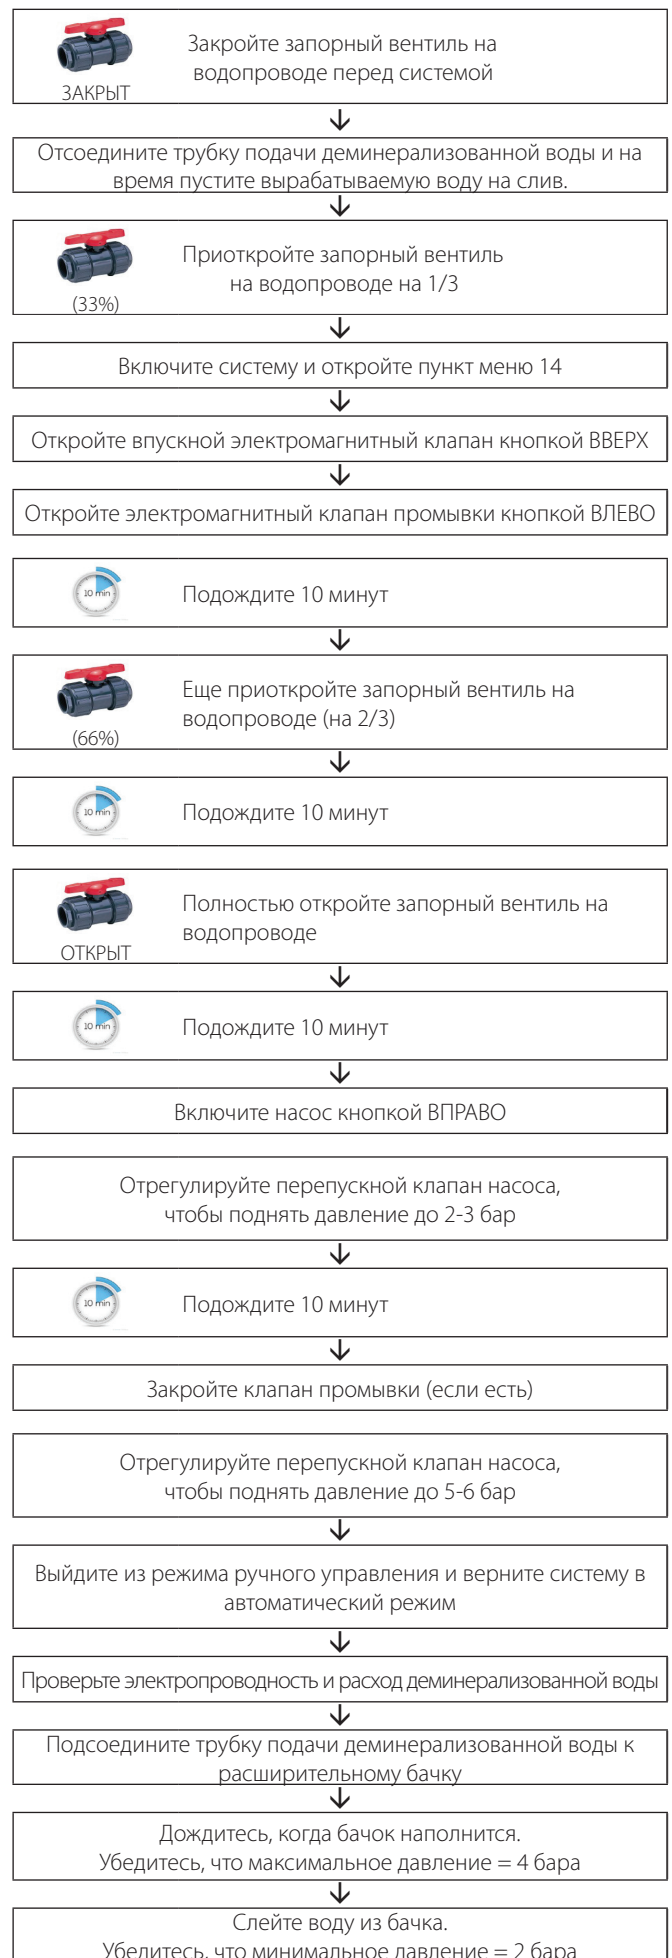 Закройте запорный вентиль на
водопроводе перед системой
ЗАКРЫТ
Отсоедините трубку подачи деминерализованной воды и на
время пустите вырабатываемую воду на слив.
Приоткройте запорный вентиль
на водопроводе на 1/3
(33%)
Включите систему и откройте пункт меню 14
Откройте впускной электромагнитный клапан кнопкой ВВЕРХ
Откройте электромагнитный клапан промывки кнопкой ВЛЕВО
10 min
Подождите 10 минут
Еще приоткройте запорный вентиль на
водопроводе (на 2/3)
(66%)
10 min
Подождите 10 минут
Полностью откройте запорный вентиль на
водопроводе
ОТКРЫТ
10 min
Подождите 10 минут
Включите насос кнопкой ВПРАВО
Отрегулируйте перепускной клапан насоса,
чтобы поднять давление до 2-3 бар
10 min
Подождите 10 минут
Закройте клапан промывки (если есть)
Отрегулируйте перепускной клапан насоса,
чтобы поднять давление до 5-6 бар
Выйдите из режима ручного управления и верните систему в
автоматический режим
Проверьте электропроводность и расход деминерализованной воды
Подсоедините трубку подачи деминерализованной воды к
расширительному бачку
Дождитесь, когда бачок наполнится.
Убедитесь, что максимальное давление = 4 бара
Слейте воду из бачка.
Убедитесь, что минимальное давление = 2 бара